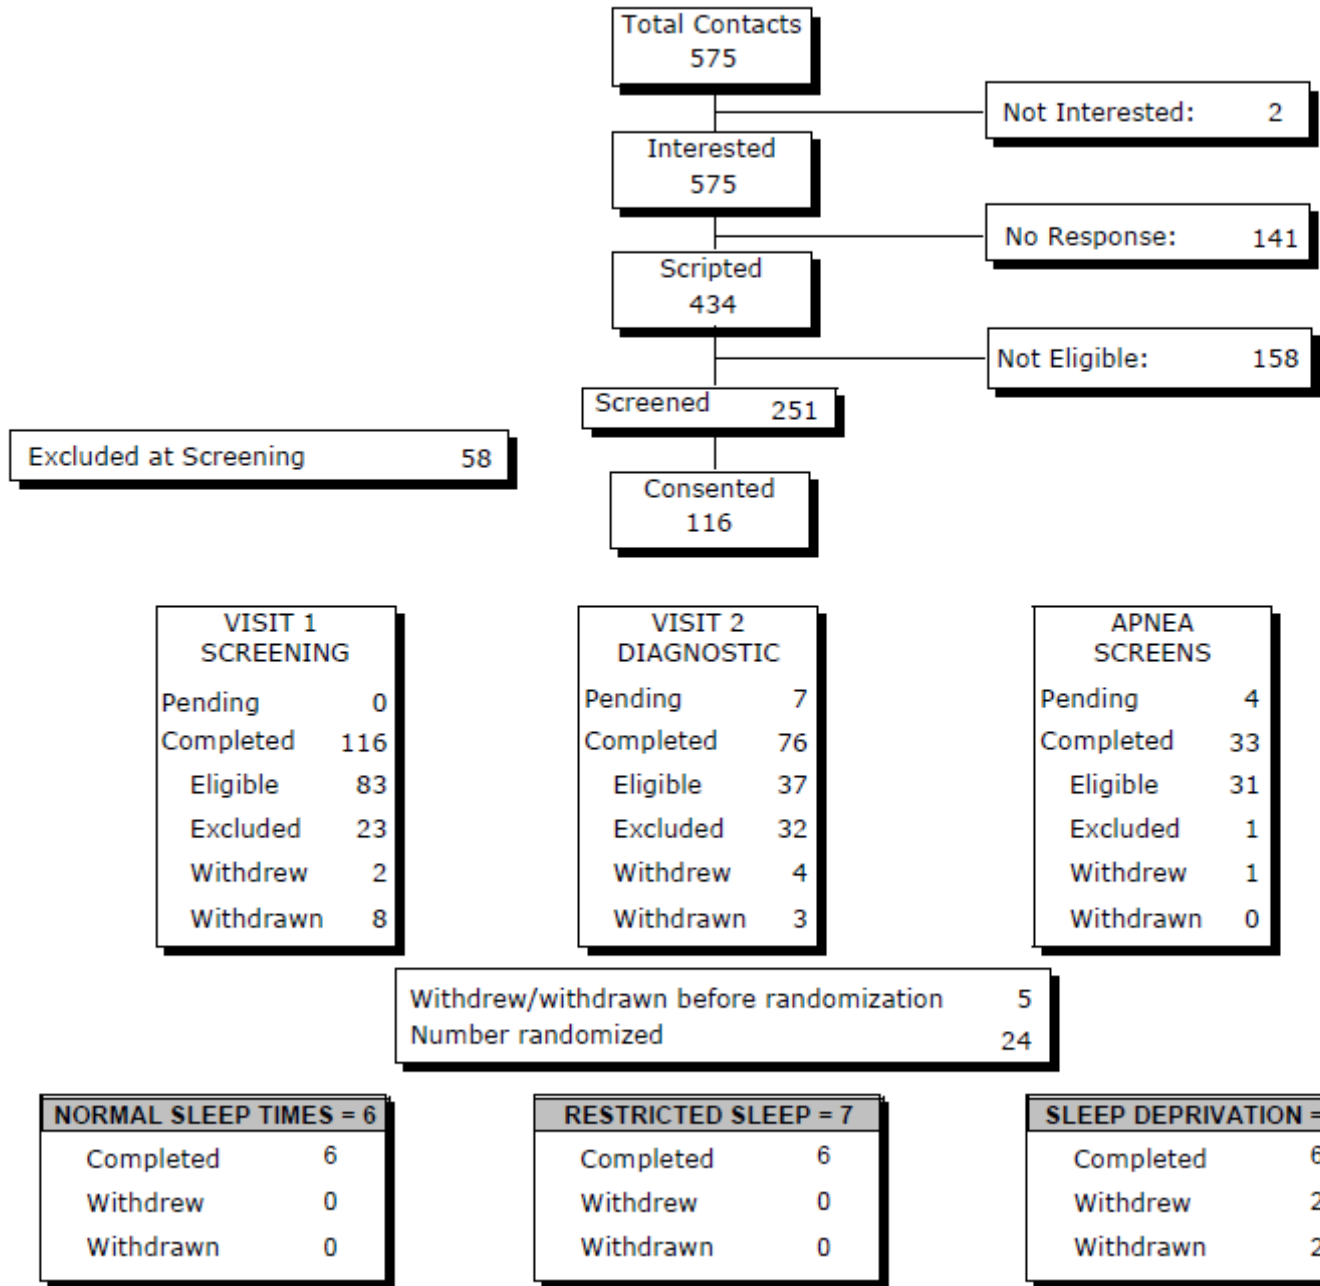 Total Contacts
575
Not Interested: 2
Interested
575
No Response: 141
Scripted
434
Not Eligible: 158
Screened 251
Excluded at Screening 58
Consented
116
VISIT 1
SCREENING
Pending 0
Completed 116
Eligible 83
Excluded 23
Withdrew 2
Withdrawn 8
VISIT 2
DIAGNOSTIC
Pending 7
Completed 76
Eligible 37
Excluded 32
Withdrew 4
Withdrawn 3
APNEA
SCREENS
Pending 4
Completed 33
Eligible 31
Excluded 1
Withdrew 1
Withdrawn 0
Withdrew/withdrawn before randomization 5
Number randomized 24
NORMAL SLEEP TIMES = 6
Completed 6
Withdrew 0
Withdrawn 0
RESTRICTED SLEEP = 7
Completed 6
Withdrew 0
Withdrawn 0
SLEEP DEPRIVATION =
Completed 6
Withdrew 2
Withdrawn 2